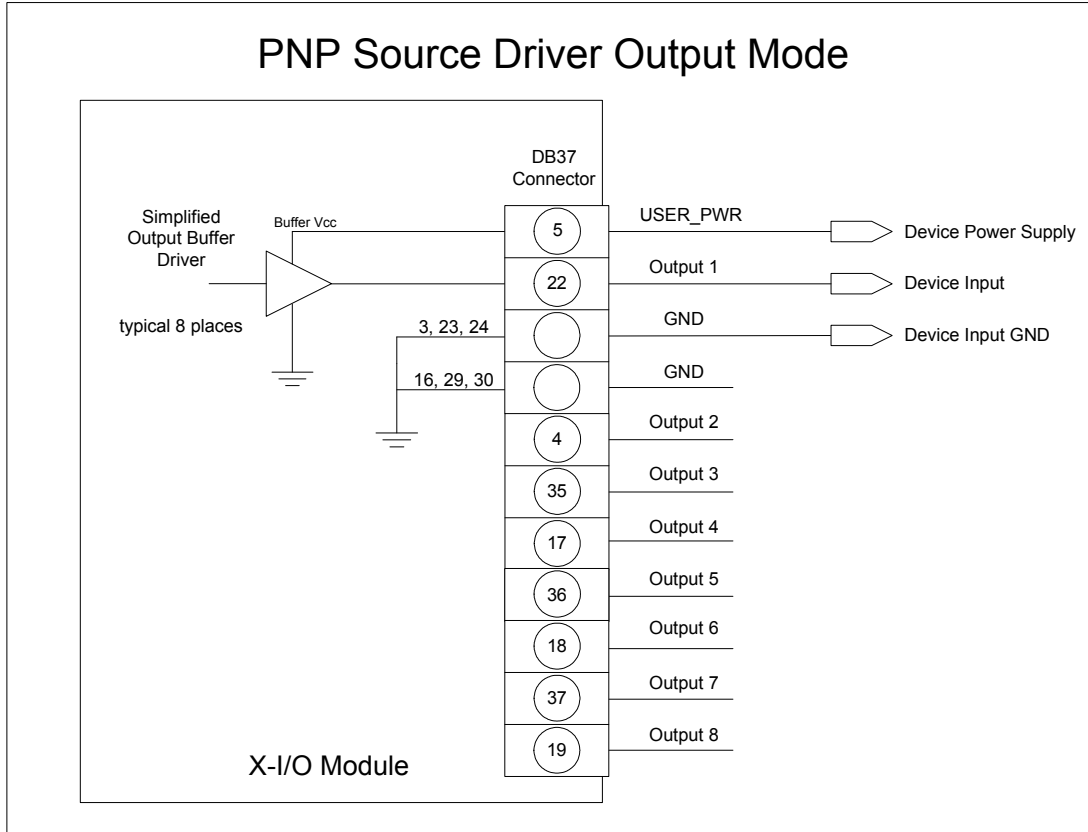 PNP Source Driver Output Mode
DB37
Connector
Simplified
Output Buffer
Driver
typical 8 places
Buffer Vcc
5
USER_PWR
Device Power Supply
22
Output 1
Device Input
3, 23, 24
GND
Device Input GND
16, 29, 30
GND
4
Output 2
35
Output 3
17
Output 4
36
Output 5
18
Output 6
37
Output 7
19
Output 8
X-I/O Module